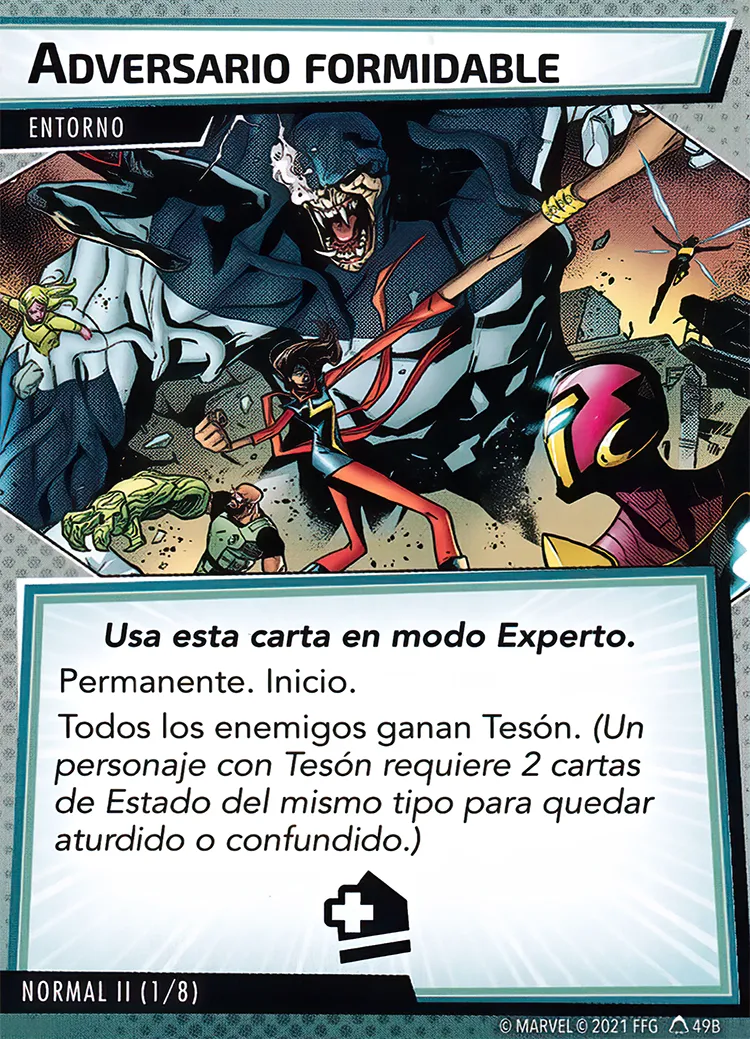 ADVERSARIO FORMIDABLE
ENTORNO
Usa esta carta en modo Experto.
Permanente. Inicio.
Todos los enemigos ganan Tesón. (Un
personaje con Tesón requiere 2 cartas
de Estado del mismo tipo para quedar
aturdido o confundido.)
NORMAL II (1/8)
© MARVEL © 2021 FFG 49B